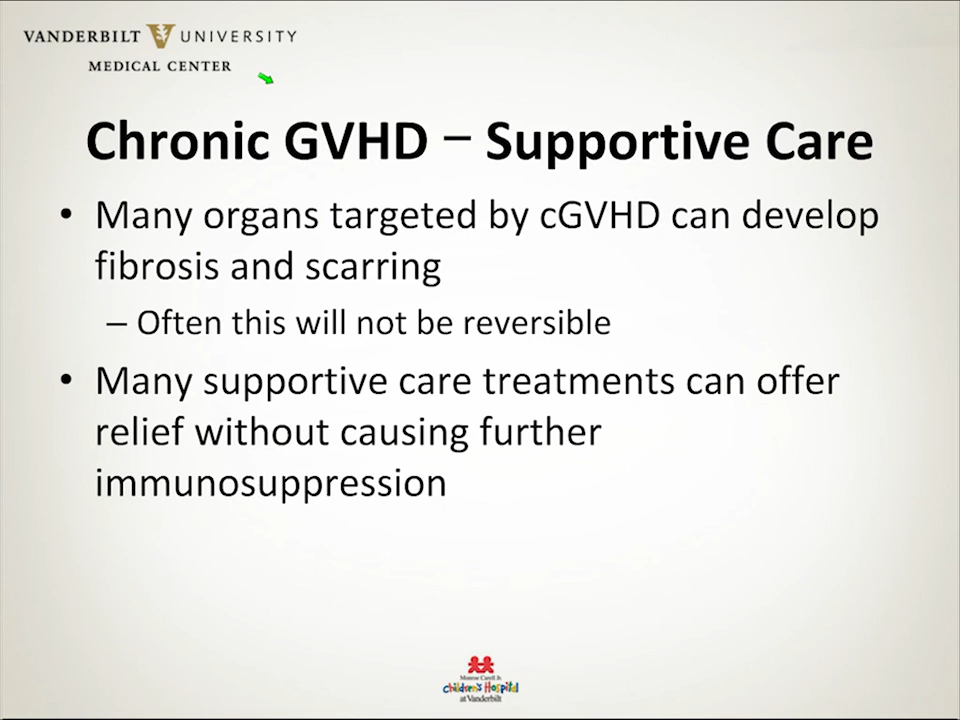 VANDERBILT V UNIVERSITY
MEDICAL CENTER
Chronic GVHD – Supportive Care
• Many organs targeted by cGVHD can develop
fibrosis and scarring
– Often this will not be reversible
• Many supportive care treatments can offer
relief without causing further
immunosuppression
Monroe Carell Jr.
Children's Hospital
at Vanderbilt